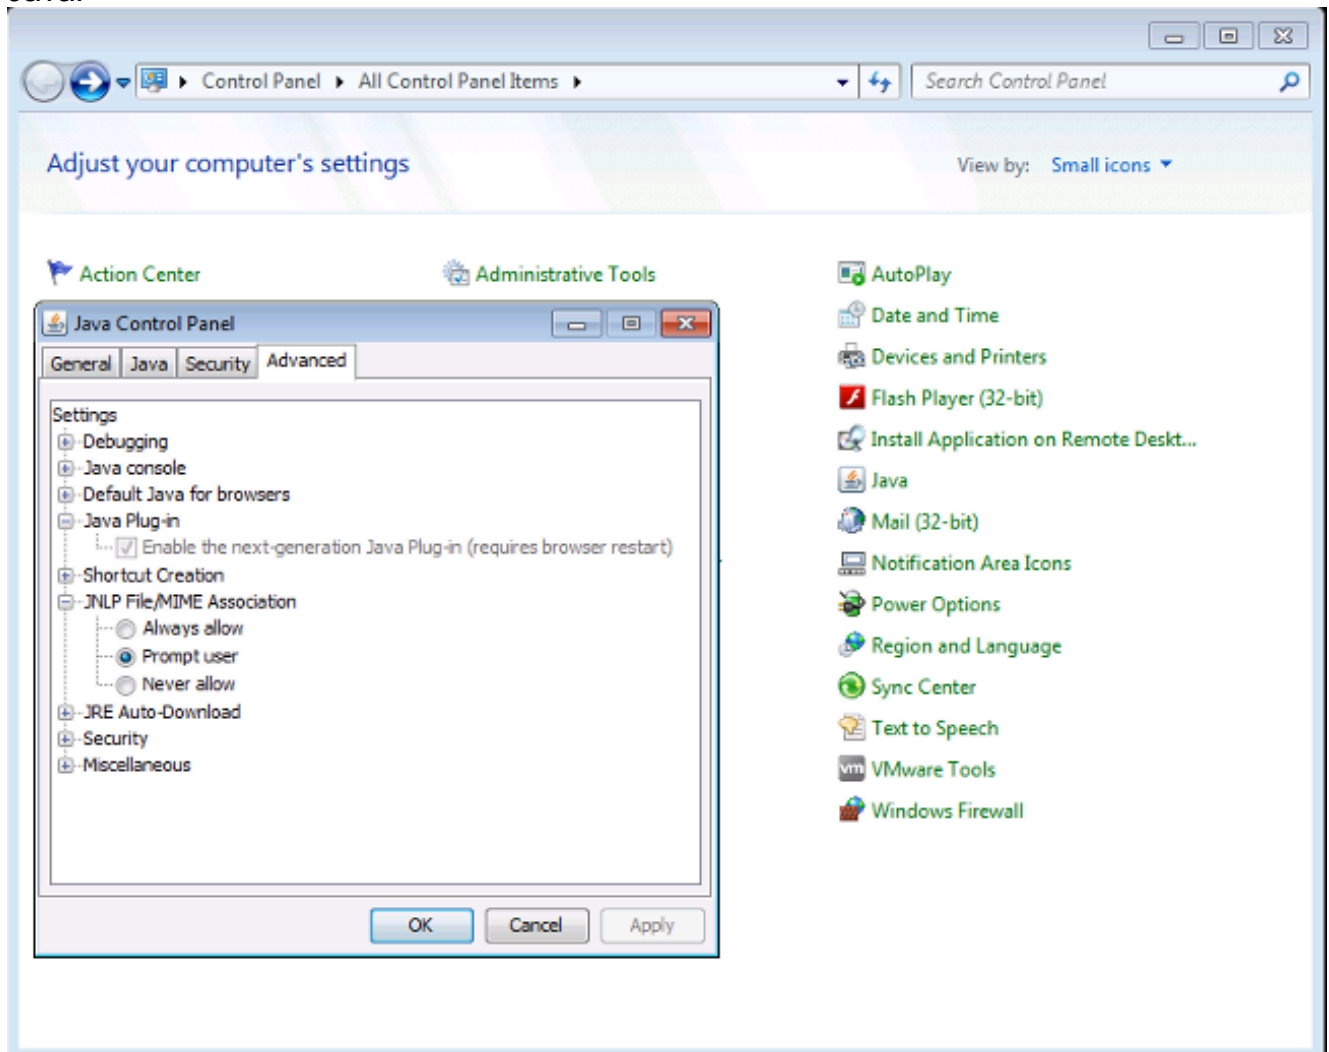 Control Panel All Control Panel Items Search Control Panel
Adjust your computer's settings View by: Small icons
Action Center Administrative Tools AutoPlay
Java Control Panel
General Java Security Advanced
Settings
Debugging
Java console
Default Java for browsers
Java Plug-in
Enable the next-generation Java Plug-in (requires browser restart)
Shortcut Creation
JNLP File/MIME Association
Always allow
Prompt user
Never allow
JRE Auto-Download
Security
Miscellaneous
OK Cancel Apply
Date and Time
Devices and Printers
Flash Player (32-bit)
Install Application on Remote Deskt...
Java
Mail (32-bit)
Notification Area Icons
Power Options
Region and Language
Sync Center
Text to Speech
vm VMware Tools
Windows Firewall